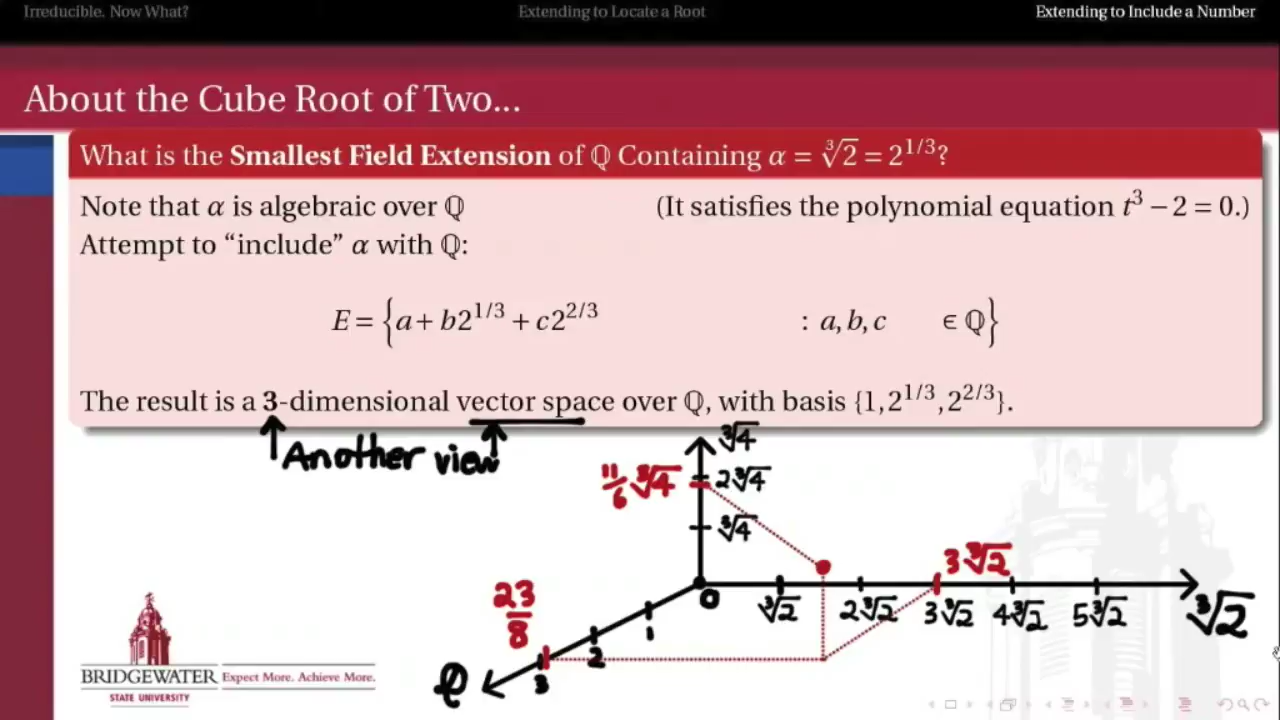 Irreducible. Now What? Extending to Locate a Root Extending to Include a Number
About the Cube Root of Two...
What is the Smallest Field Extension of ℚ Containing α = ∛2 = 2^{1/3}?
Note that α is algebraic over ℚ (It satisfies the polynomial equation t³ − 2 = 0.)
Attempt to “include” α with ℚ:
E = {a + b2^{1/3} + c2^{2/3} : a, b, c ∈ ℚ}
The result is a 3-dimensional vector space over ℚ, with basis {1, 2^{1/3}, 2^{2/3}}.
Another view
∛4
11/6 ∛4
2∛4
∛4
3∛2
23/8
0
∛2 2∛2 3∛2 4∛2 5∛2 ∛2
1
2
3
ℚ
BRIDGEWATER
STATE UNIVERSITY
Expect More. Achieve More.